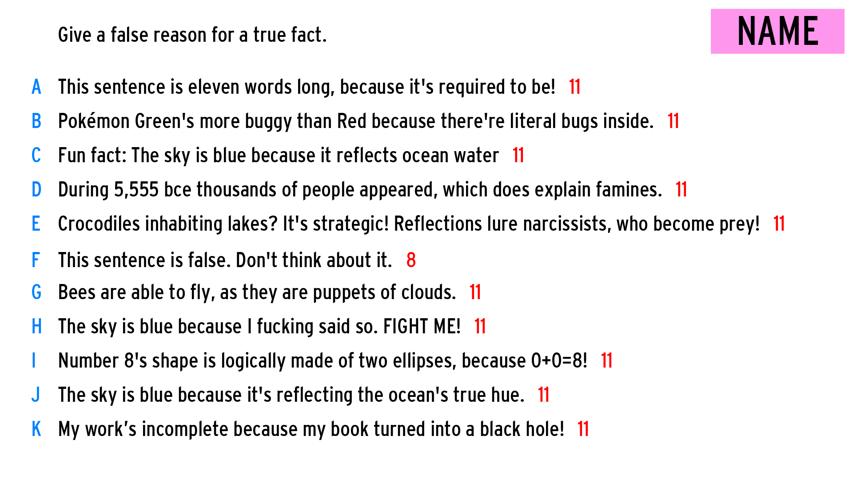 Give a false reason for a true fact.
NAME
A This sentence is eleven words long, because it's required to be! 11
B Pokémon Green's more buggy than Red because there're literal bugs inside. 11
C Fun fact: The sky is blue because it reflects ocean water 11
D During 5,555 bce thousands of people appeared, which does explain famines. 11
E Crocodiles inhabiting lakes? It's strategic! Reflections lure narcissists, who become prey! 11
F This sentence is false. Don't think about it. 8
G Bees are able to fly, as they are puppets of clouds. 11
H The sky is blue because I fucking said so. FIGHT ME! 11
I Number 8's shape is logically made of two ellipses, because 0+0=8! 11
J The sky is blue because it's reflecting the ocean's true hue. 11
K My work’s incomplete because my book turned into a black hole! 11